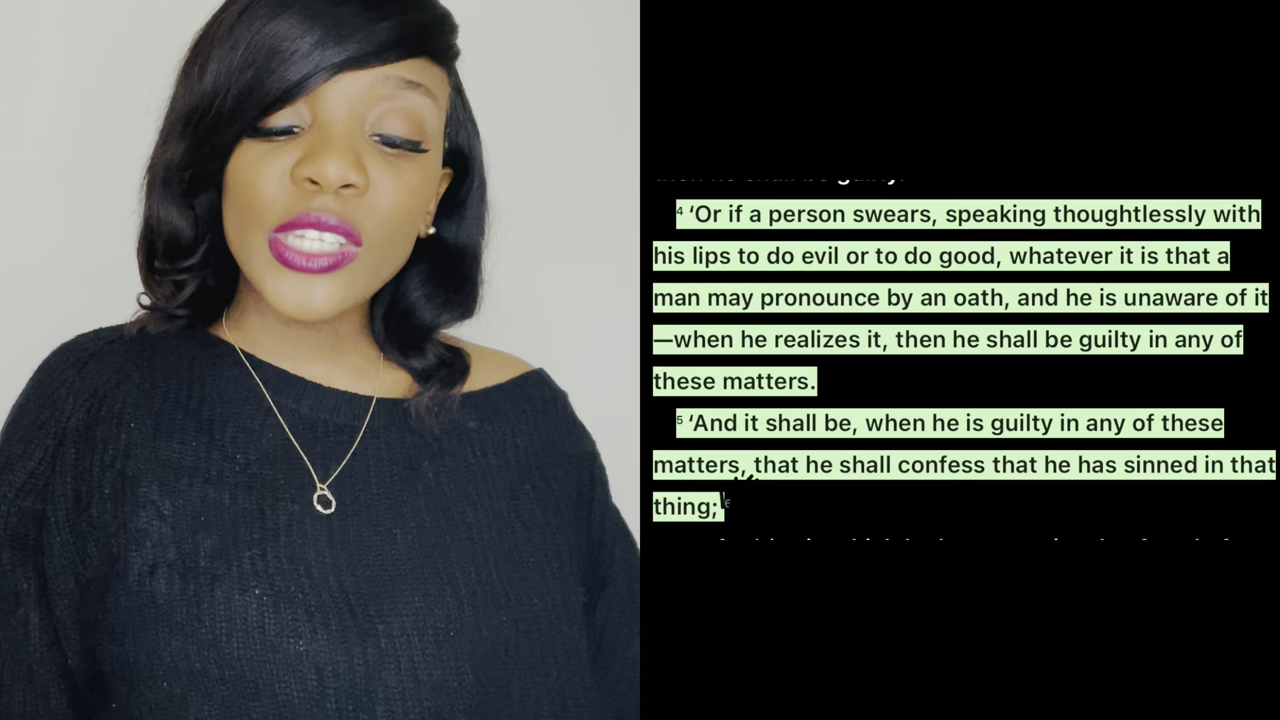 4 ‘Or if a person swears, speaking thoughtlessly with
his lips to do evil or to do good, whatever it is that a
man may pronounce by an oath, and he is unaware of it
—when he realizes it, then he shall be guilty in any of
these matters.
5 ‘And it shall be, when he is guilty in any of these
matters, that he shall confess that he has sinned in that
thing;